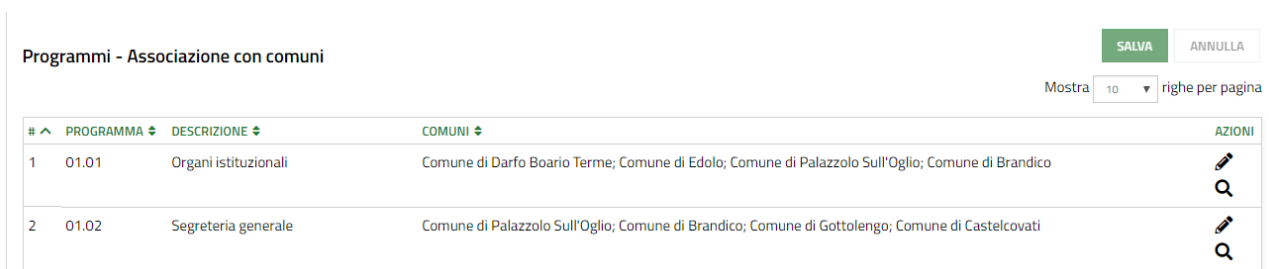 SALVA ANNULLA
Programmi - Associazione con comuni
Mostra 10 righe per pagina
# PROGRAMMA DESCRIZIONE COMUNI AZIONI
1 01.01 Organi istituzionali Comune di Darfo Boario Terme; Comune di Edolo; Comune di Palazzolo Sull'Oglio; Comune di Brandico
2 01.02 Segreteria generale Comune di Palazzolo Sull'Oglio; Comune di Brandico; Comune di Gottolengo; Comune di Castelcovati